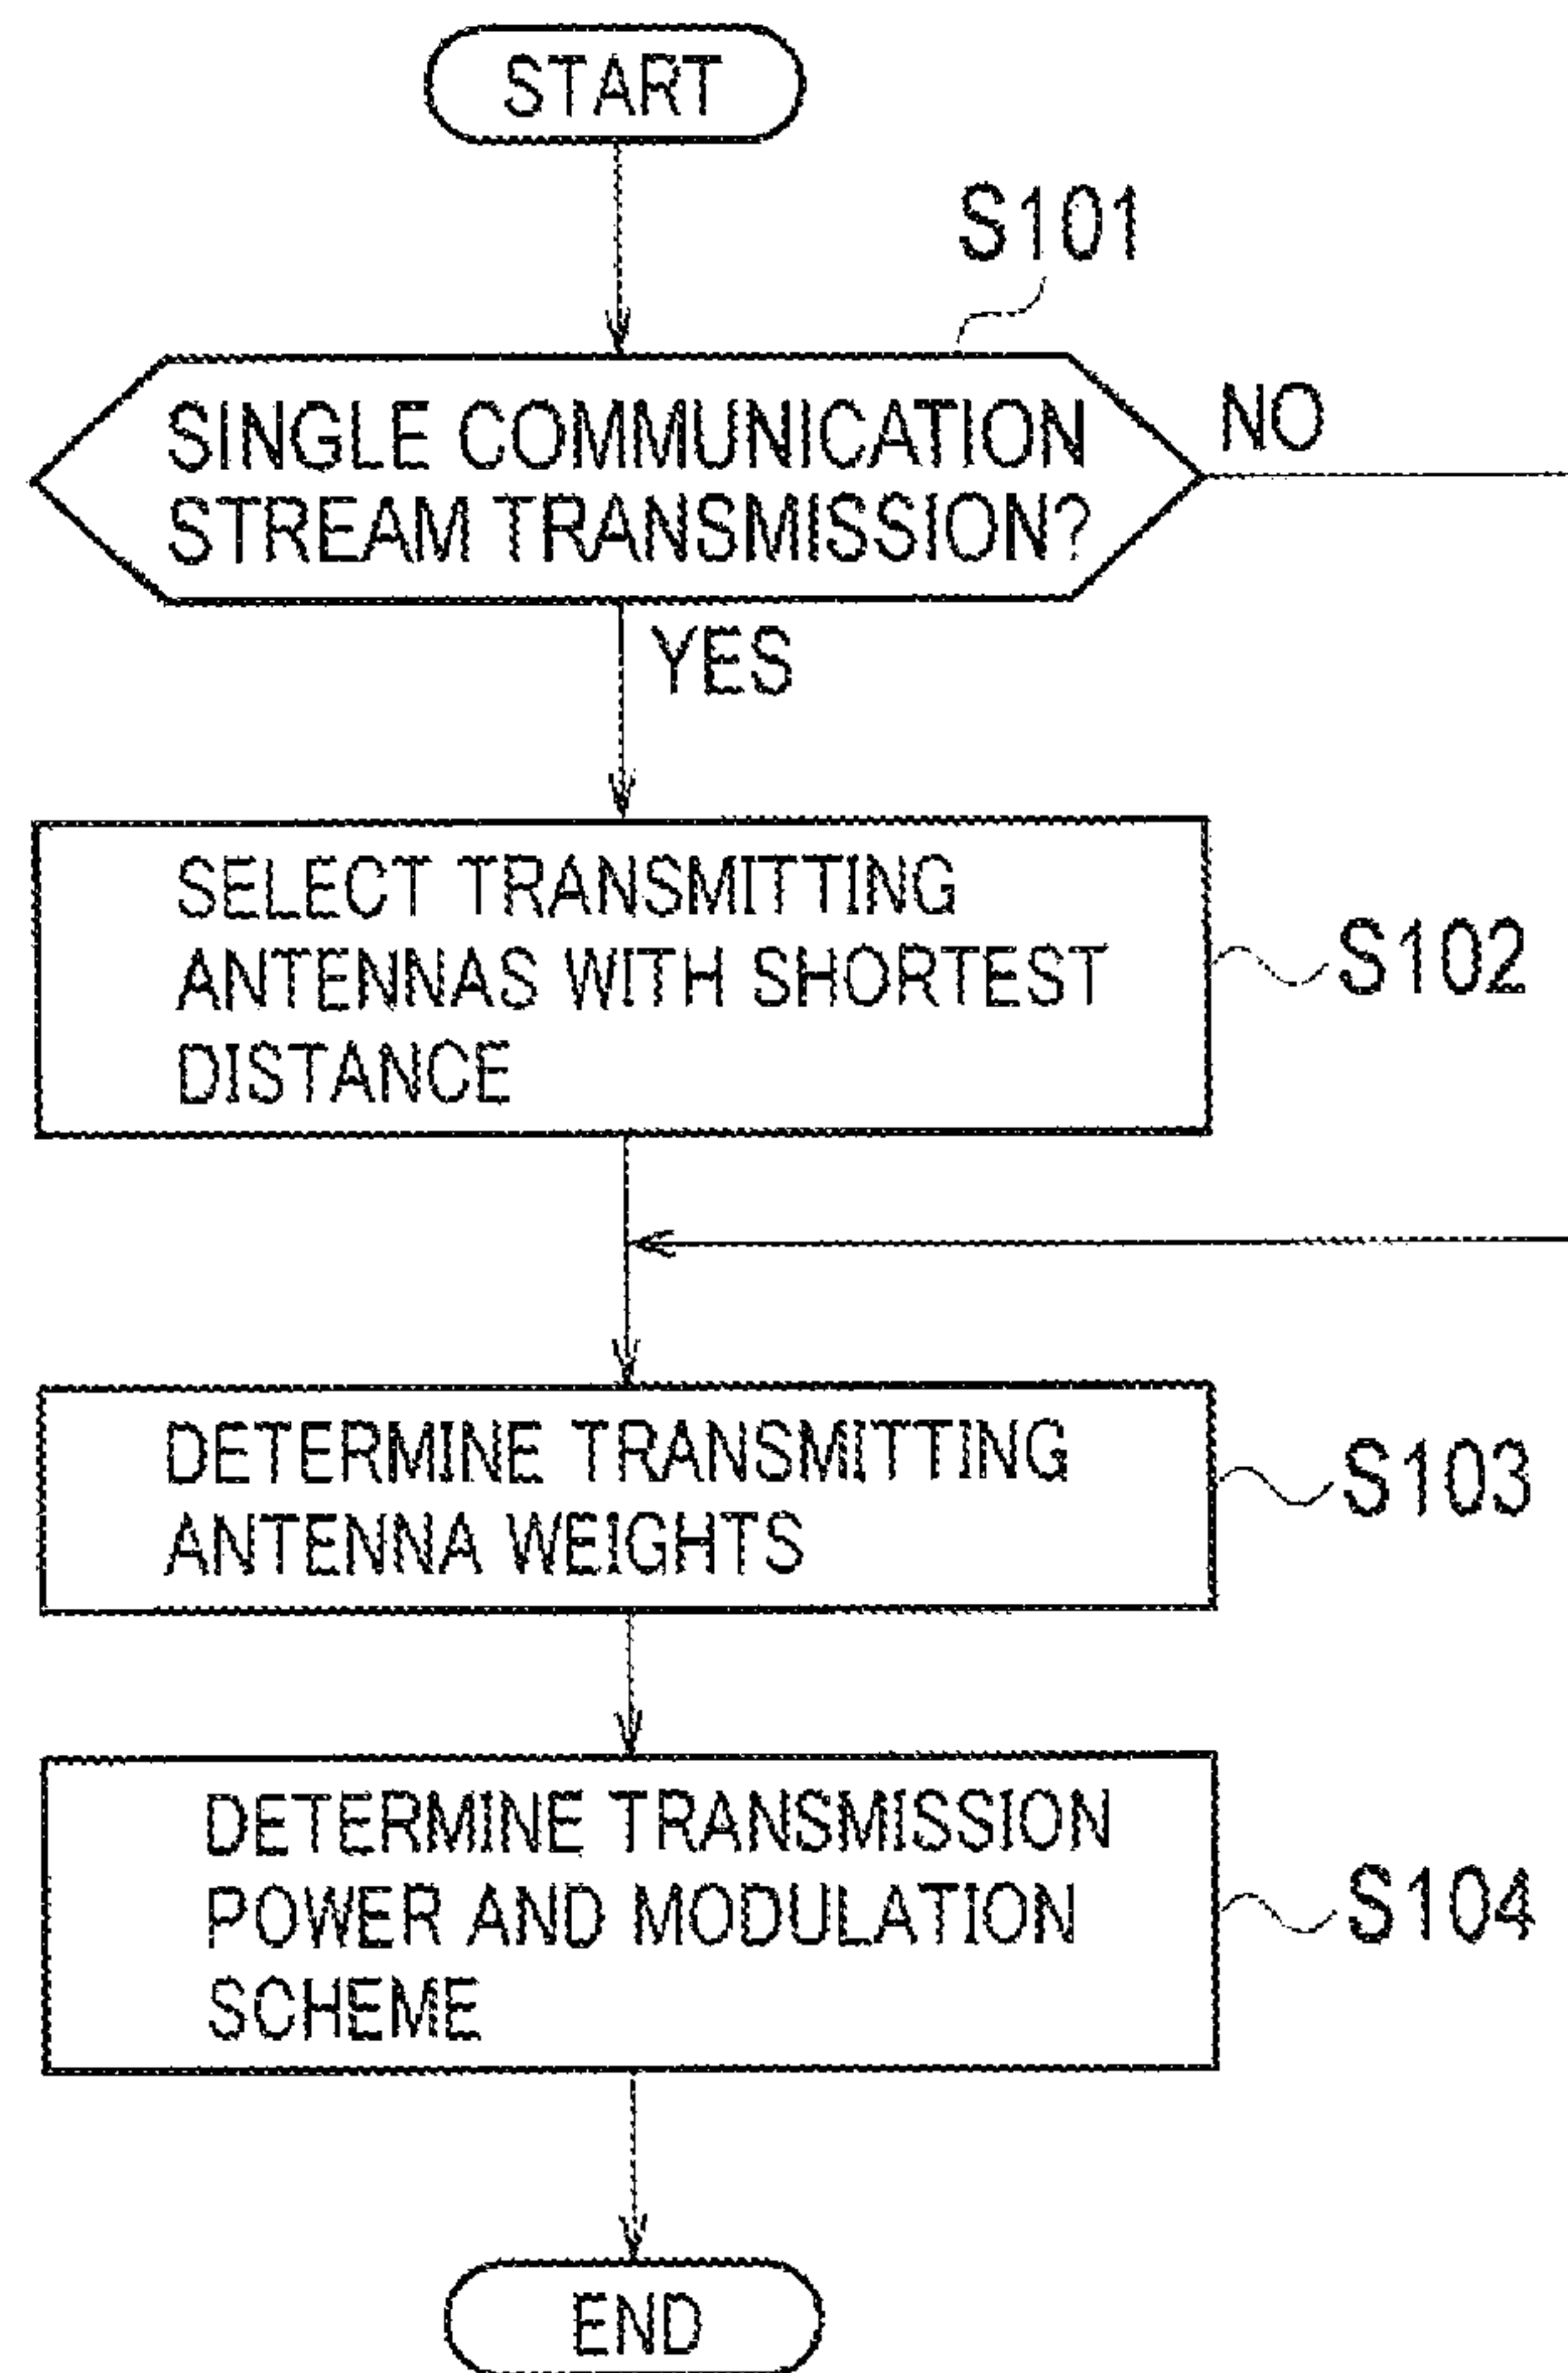 START
S101
SINGLE COMMUNICATION
STREAM TRANSMISSION?
NO
YES
SELECT TRANSMITTING
ANTENNAS WITH SHORTEST
DISTANCE
S102
DETERMINE TRANSMITTING
ANTENNA WEIGHTS
S103
DETERMINE TRANSMISSION
POWER AND MODULATION
SCHEME
S104
END